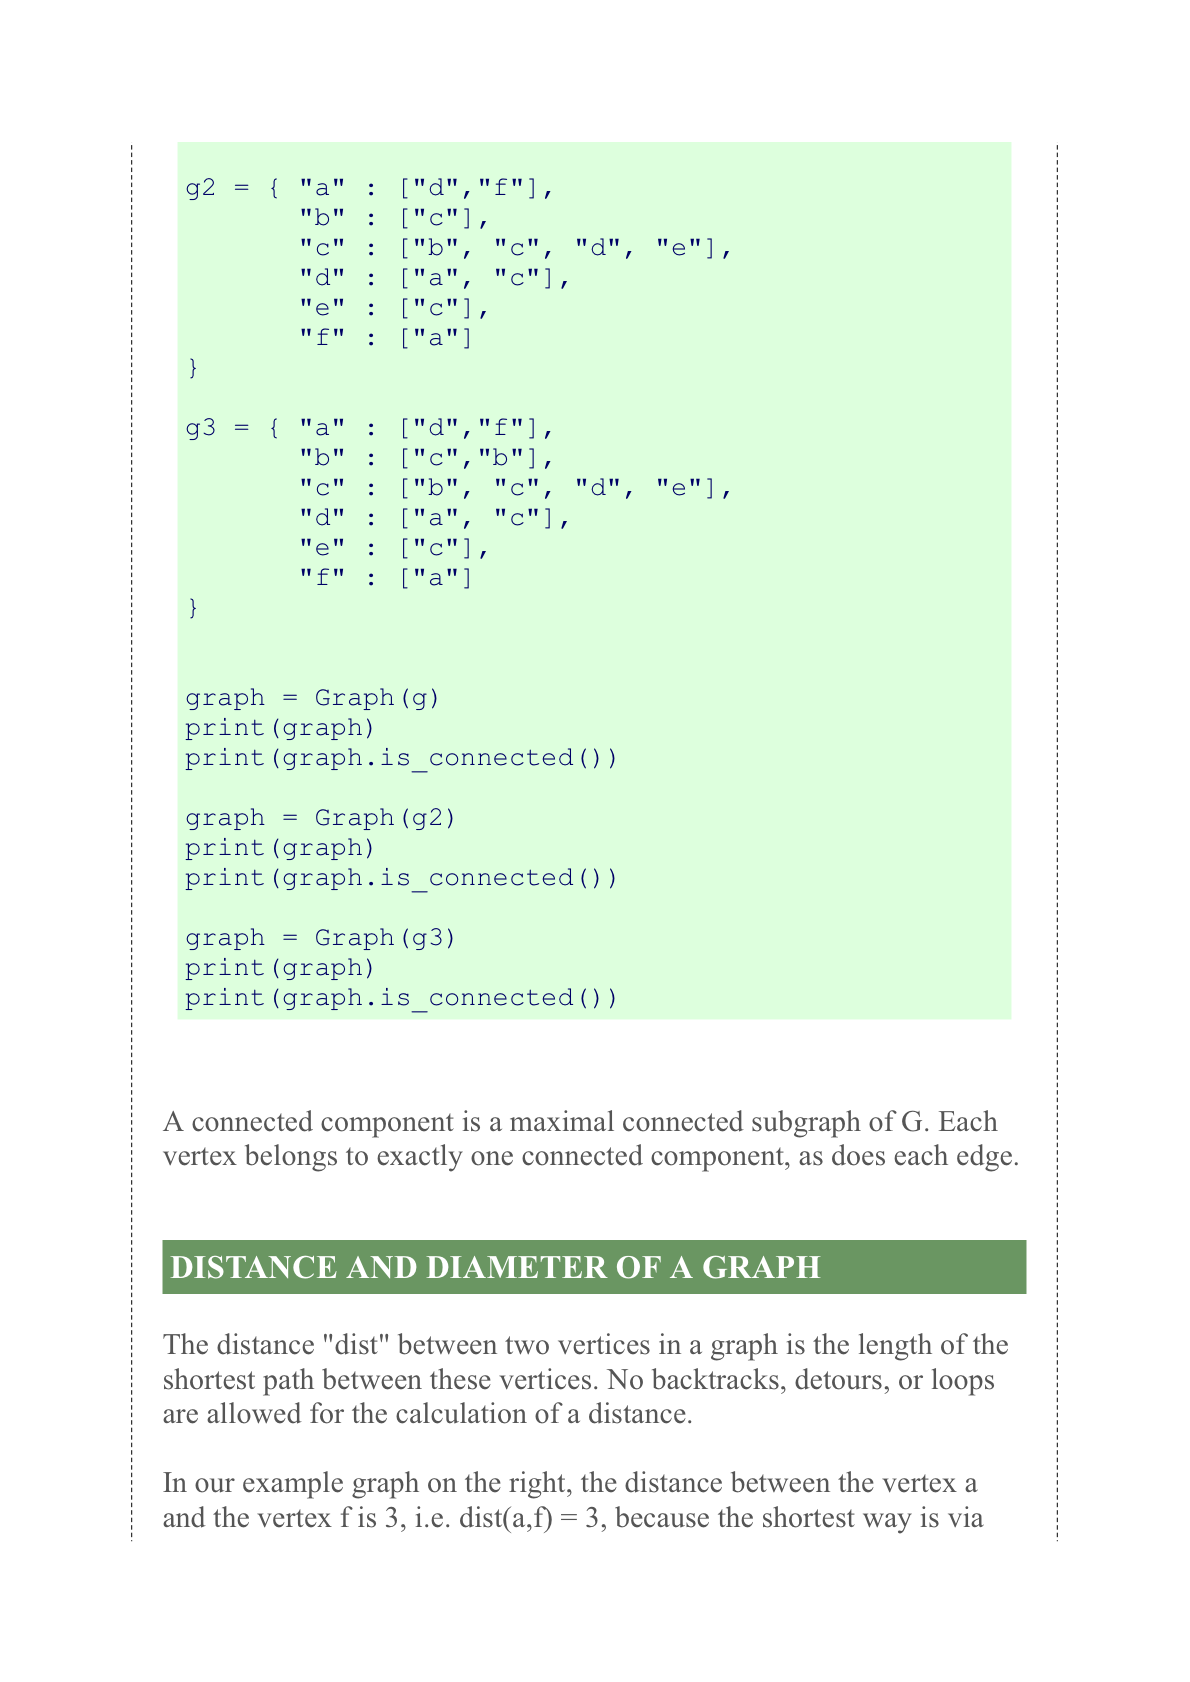 g2 = { "a" : ["d","f"],
       "b" : ["c"],
       "c" : ["b", "c", "d", "e"],
       "d" : ["a", "c"],
       "e" : ["c"],
       "f" : ["a"]
}
g3 = { "a" : ["d","f"],
       "b" : ["c","b"],
       "c" : ["b", "c", "d", "e"],
       "d" : ["a", "c"],
       "e" : ["c"],
       "f" : ["a"]
}
graph = Graph(g)
print(graph)
print(graph.is_connected())
graph = Graph(g2)
print(graph)
print(graph.is_connected())
graph = Graph(g3)
print(graph)
print(graph.is_connected())
A connected component is a maximal connected subgraph of G. Each
vertex belongs to exactly one connected component, as does each edge.
DISTANCE AND DIAMETER OF A GRAPH
The distance "dist" between two vertices in a graph is the length of the
shortest path between these vertices. No backtracks, detours, or loops
are allowed for the calculation of a distance.
In our example graph on the right, the distance between the vertex a
and the vertex f is 3, i.e. dist(a,f) = 3, because the shortest way is via